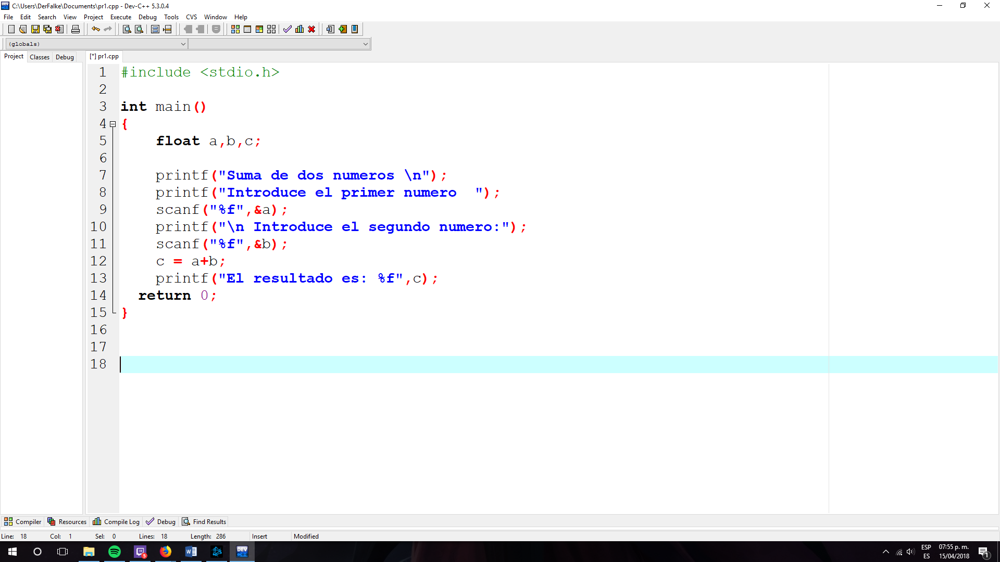 C:\Users\DerFalke\Documents\pr1.cpp - Dev-C++ 5.3.0.4
File Edit Search View Project Execute Debug Tools CVS Window Help
(globals)
Project Classes Debug [*] pr1.cpp
1 #include <stdio.h>
2
3 int main()
4 {
5 float a,b,c;
6
7 printf("Suma de dos numeros \n");
8 printf("Introduce el primer numero  ");
9 scanf("%f",&a);
10 printf("\n Introduce el segundo numero:");
11 scanf("%f",&b);
12 c = a+b;
13 printf("El resultado es: %f",c);
14 return 0;
15 }
16
17
18
Compiler Resources Compile Log Debug Find Results
Line: 18 Col: 1 Sel: 0 Lines: 18 Length: 286 Insert Modified
ESP 07:55 p. m.
ES 15/04/2018
5
DEV
1